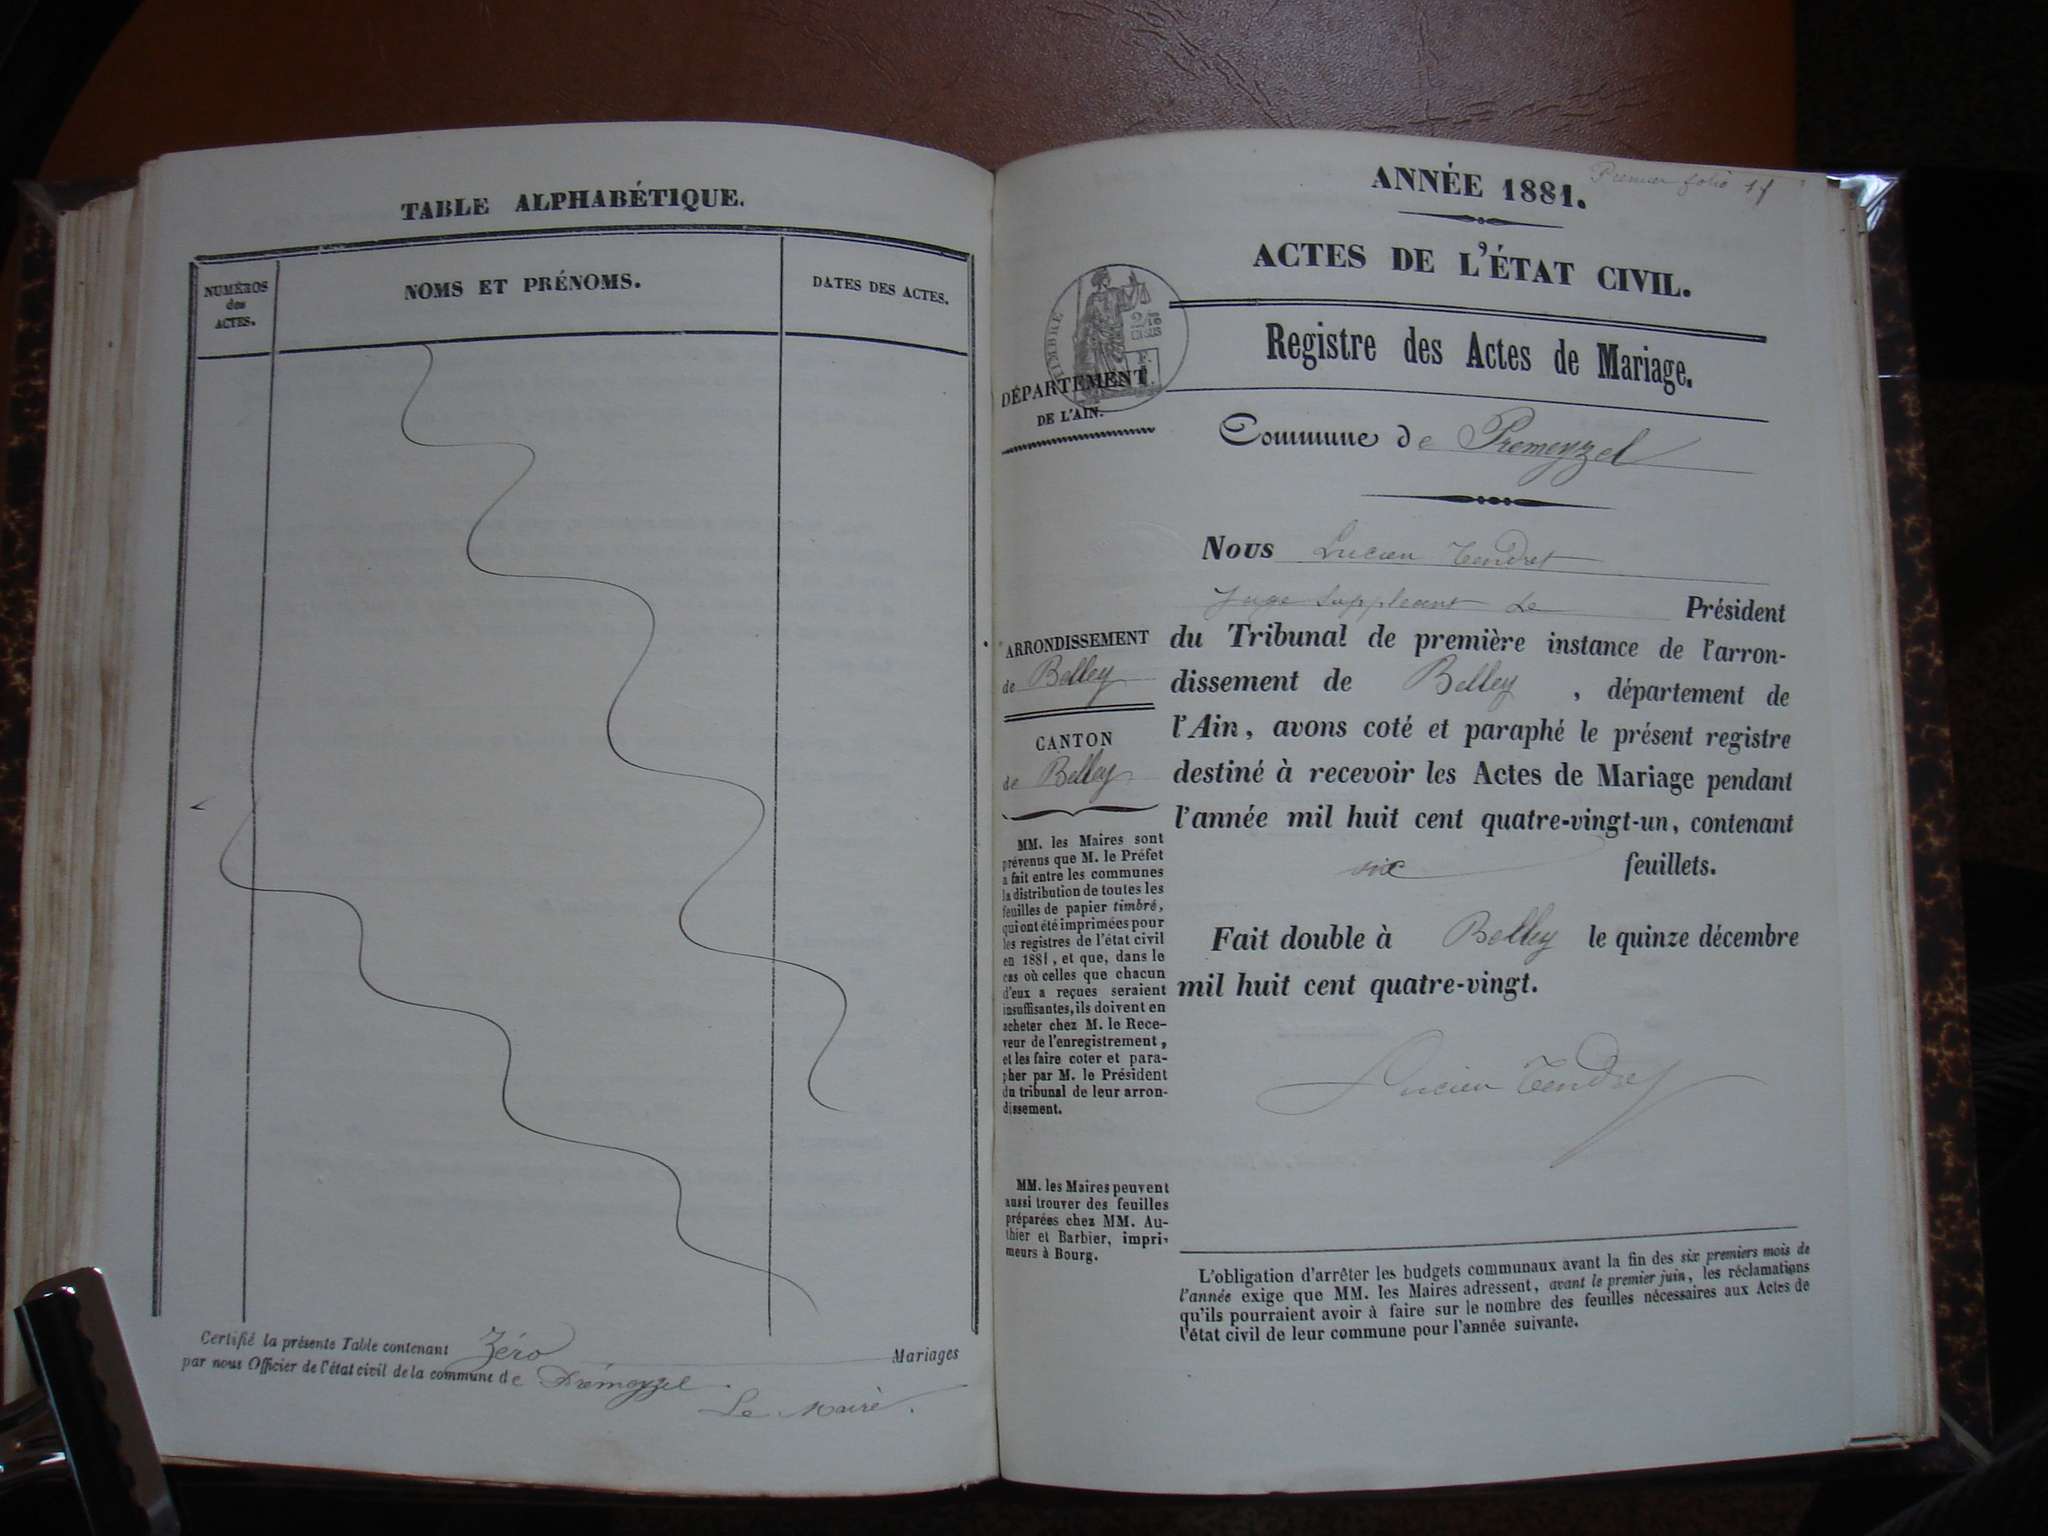 TABLE ALPHABÉTIQUE.
NUMÉROS
des
ACTES.
NOMS ET PRÉNOMS.
DATES DES ACTES.
Certifié la présente Table contenant Zéro Mariages
par nous Officier de l'état civil de la commune de Prémeyzel.
Le Maire.
Premier folio
ANNÉE 1881.
ACTES DE L'ÉTAT CIVIL.
TIMBRE
2/10
EN SUS
DÉPARTEMENT
DE L'AIN.
Registre des Actes de Mariage.
Commune de Premeyzel
ARRONDISSEMENT
de Belley
CANTON
de Belley
MM. les Maires sont
prévenus que M. le Préfet
a fait entre les communes
la distribution de toutes les
feuilles de papier timbré,
qui ont été imprimées pour
les registres de l'état civil
en 1881, et que, dans le
cas où celles que chacun
d'eux a reçues seraient
insuffisantes, ils doivent en
acheter chez M. le Rece-
veur de l'enregistrement,
et les faire coter et para-
pher par M. le Président
du tribunal de leur arron-
dissement.
MM. les Maires peuvent
aussi trouver des feuilles
préparées chez MM. Au-
thier et Barbier, impri-
meurs à Bourg.
Nous Lucien Tendret
Juge Suppléant Le Président
du Tribunal de première instance de l'arron-
dissement de Belley, département de
l'Ain, avons coté et paraphé le présent registre
destiné à recevoir les Actes de Mariage pendant
l'année mil huit cent quatre-vingt-un, contenant
six feuillets.
Fait double à Belley le quinze décembre
mil huit cent quatre-vingt.
Lucien Tendret
L'obligation d'arrêter les budgets communaux avant la fin des six premiers mois de
l'année exige que MM. les Maires adressent, avant le premier juin, les réclamations
qu'ils pourraient avoir à faire sur le nombre des feuilles nécessaires aux Actes de
l'état civil de leur commune pour l'année suivante.